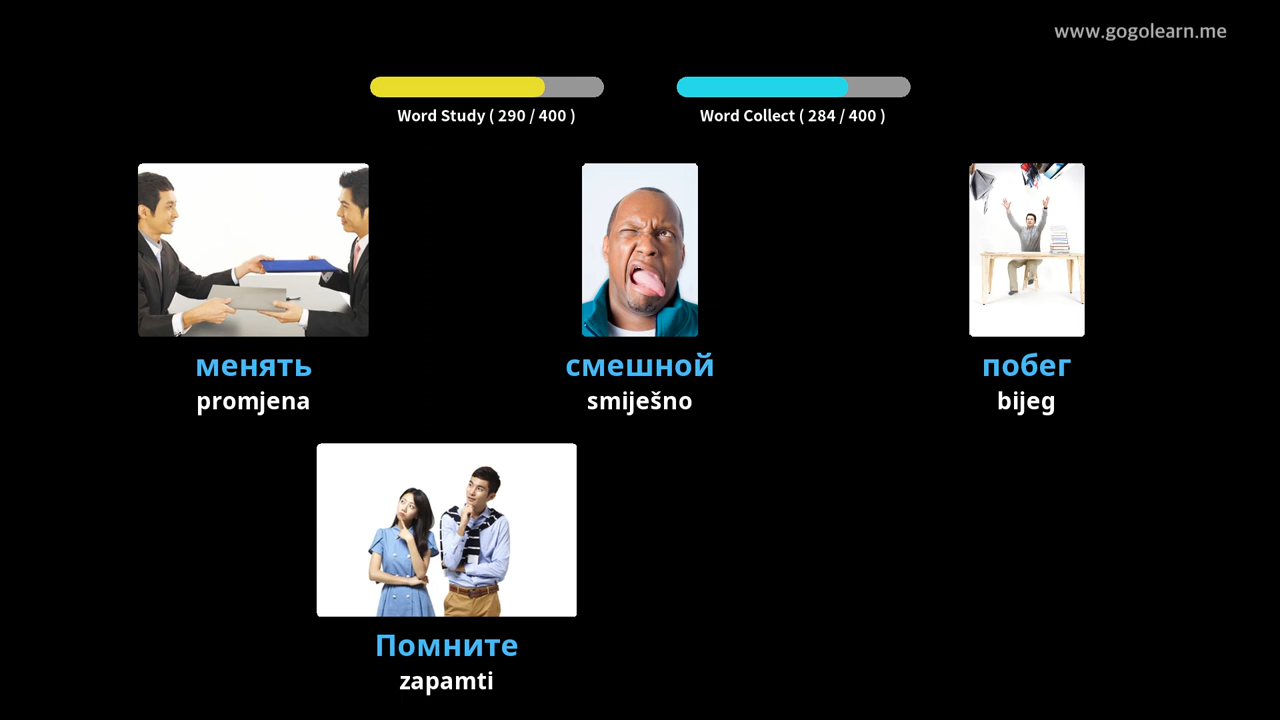 www.gogolearn.me
Word Study ( 290 / 400 )
Word Collect ( 284 / 400 )
менять
promjena
смешной
smiješno
побег
bijeg
Помните
zapamti